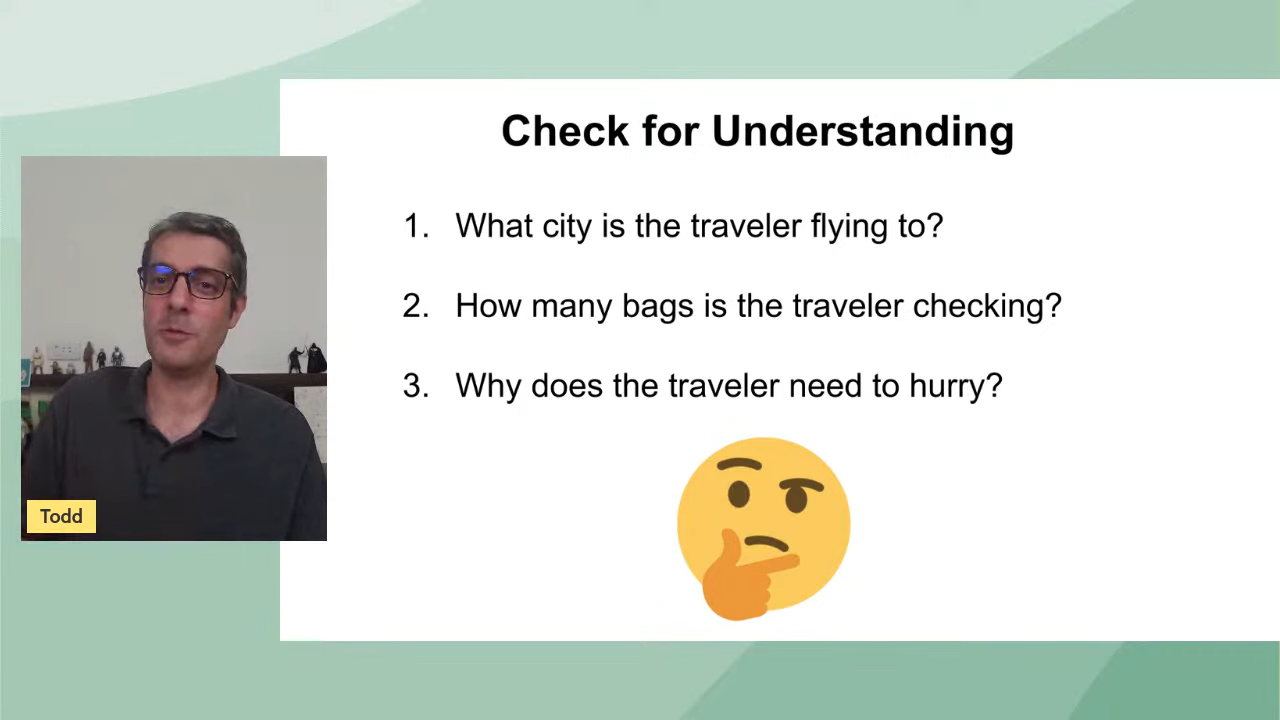 Check for Understanding
1. What city is the traveler flying to?
2. How many bags is the traveler checking?
3. Why does the traveler need to hurry?
Todd